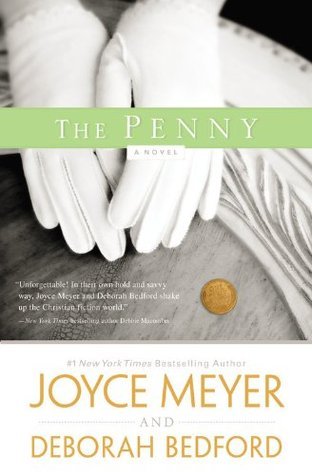 THE PENNY
A NOVEL
"Unforgettable! In their own bold and savvy
way, Joyce Meyer and Deborah Bedford shake
up the Christian fiction world."
—New York Times bestselling author Debbie Macomber
#1 New York Times Bestselling Author
JOYCE MEYER
AND
DEBORAH BEDFORD